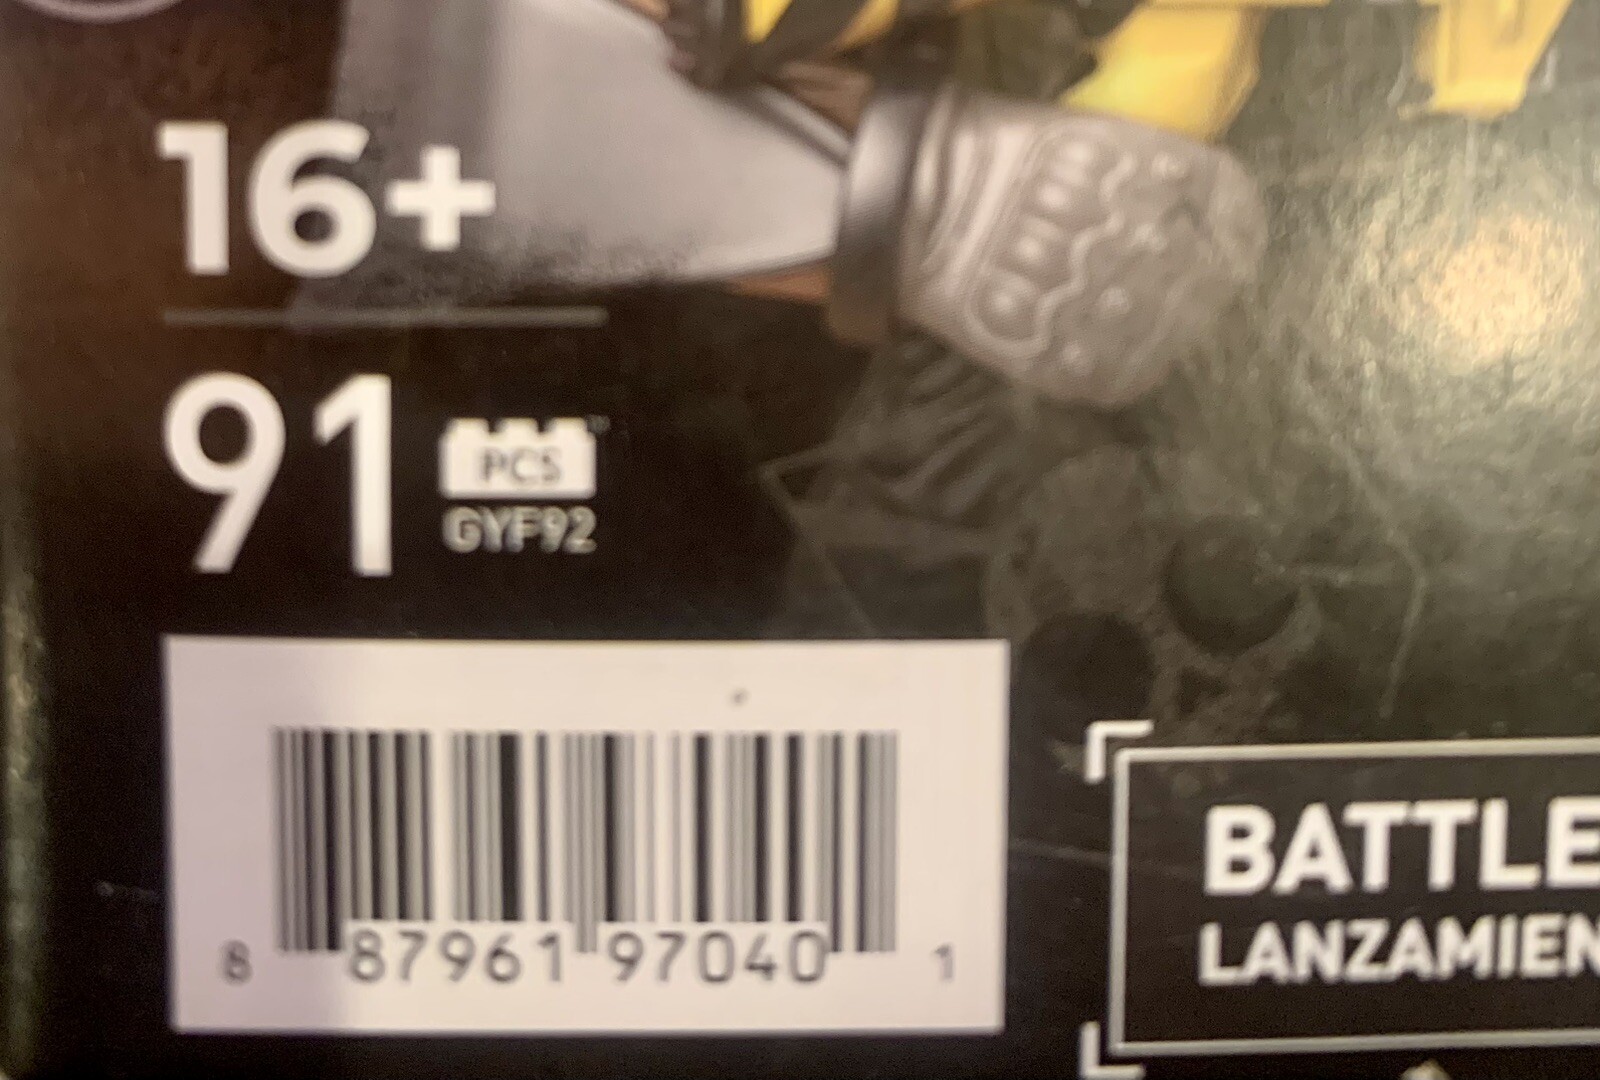 16+
91 PCS
GYF92
8 87961 97040 1
BATTLE
LANZAMIEN